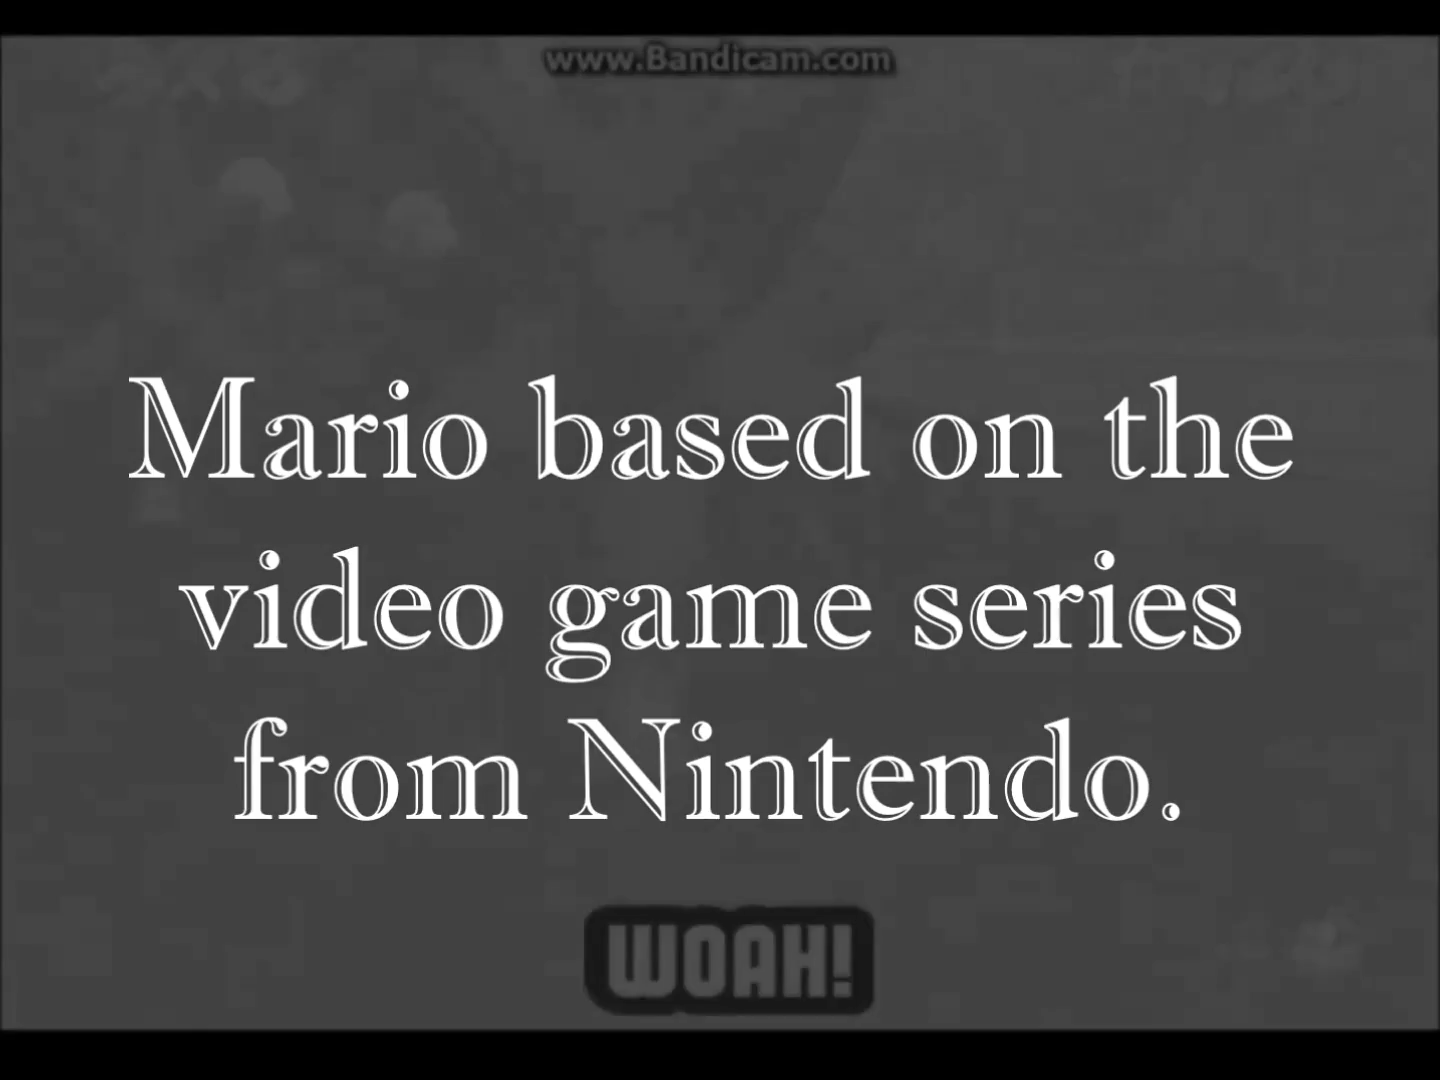 www.Bandicam.com
Mario based on the
video game series
from Nintendo.
WOAH!